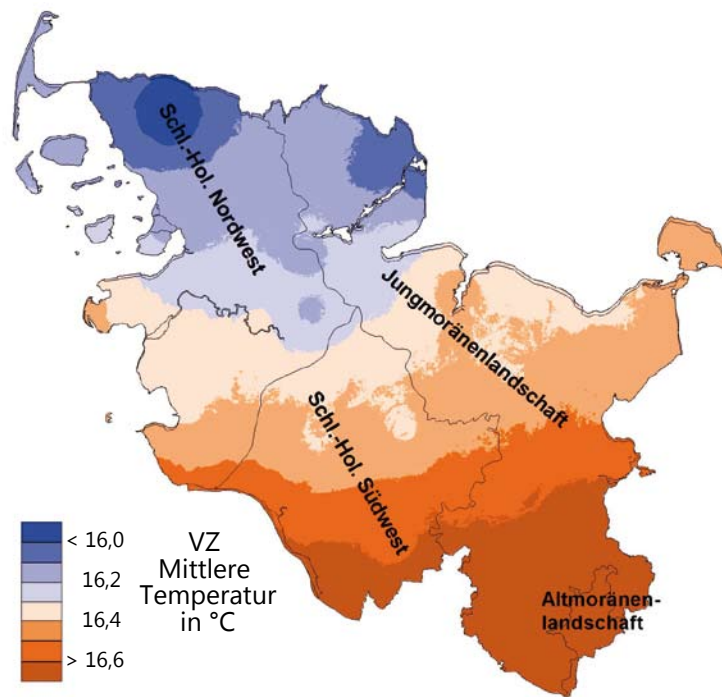 Schl.-Hol. Nordwest
Jungmoränenlandschaft
Schl.-Hol. Südwest
Altmoränen-
landschaft
VZ
Mittlere
Temperatur
in °C
< 16,0
16,2
16,4
> 16,6